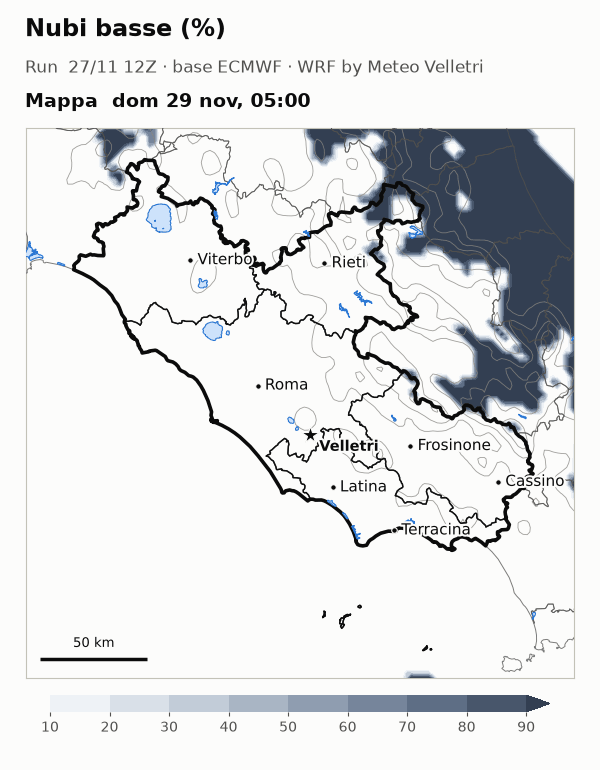 Nubi basse (%)
Run  27/11 12Z · base ECMWF · WRF by Meteo Velletri
Mappa  dom 29 nov, 05:00
Viterbo
Rieti
Roma
Velletri
Frosinone
Latina
Cassino
Terracina
50 km
10 20 30 40 50 60 70 80 90